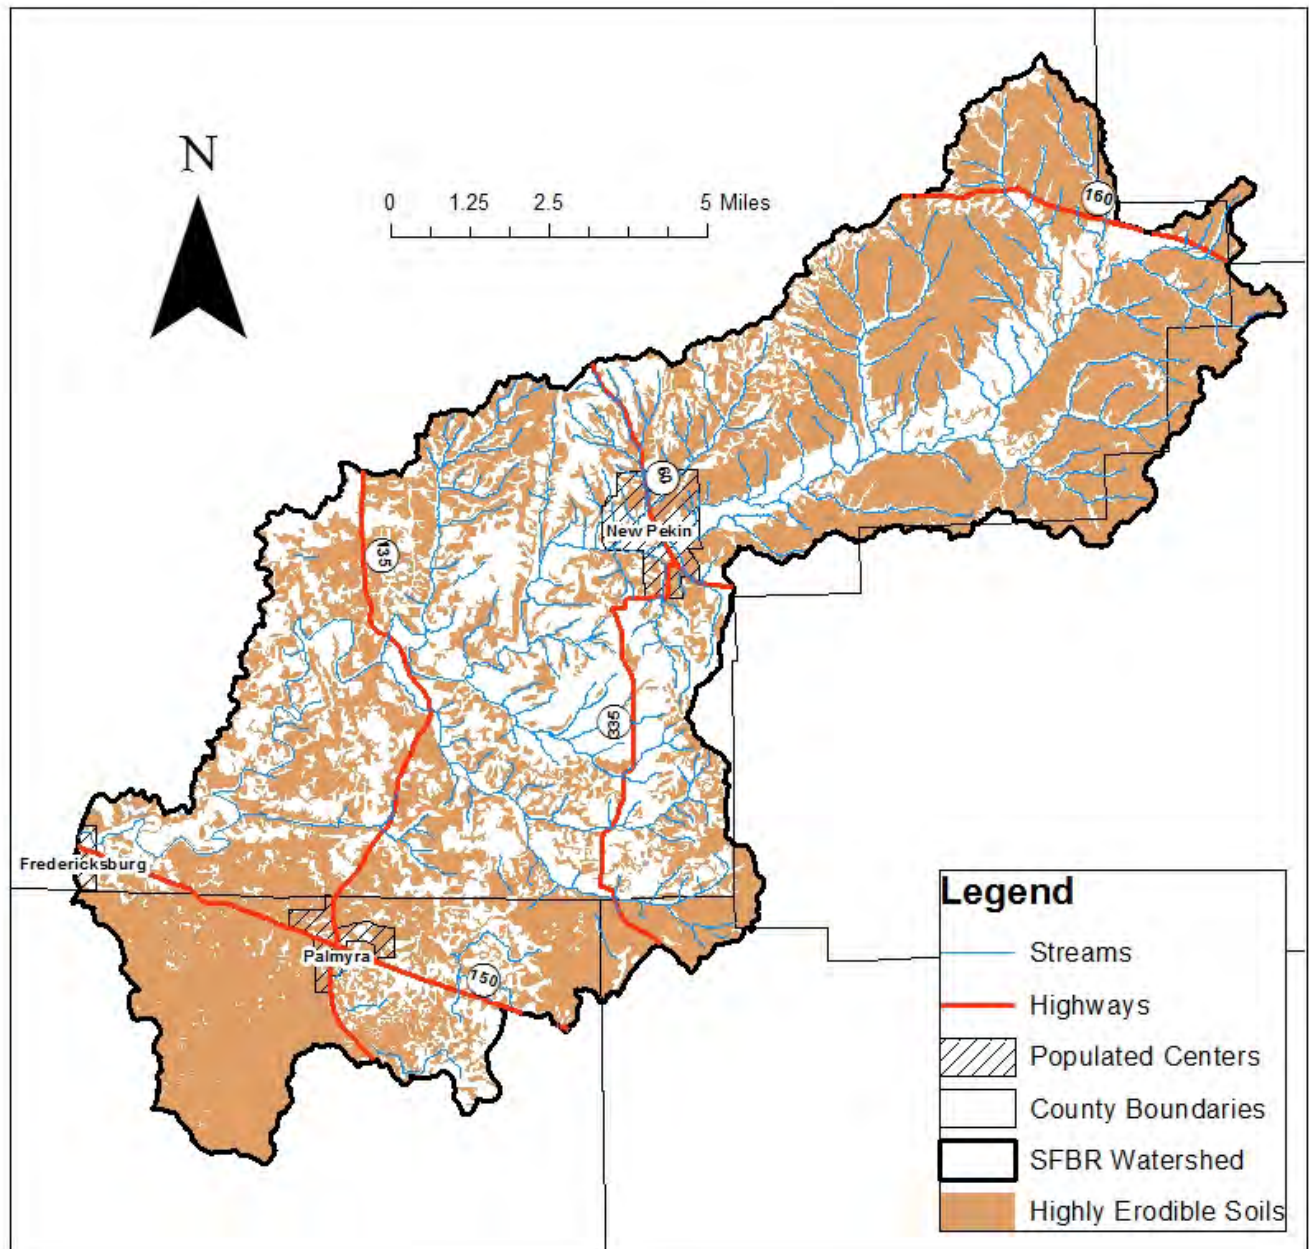 N
0 1.25 2.5 5 Miles
160
60
New Pekin
135
335
Fredericksburg
Palmyra
150
Legend
Streams
Highways
Populated Centers
County Boundaries
SFBR Watershed
Highly Erodible Soils